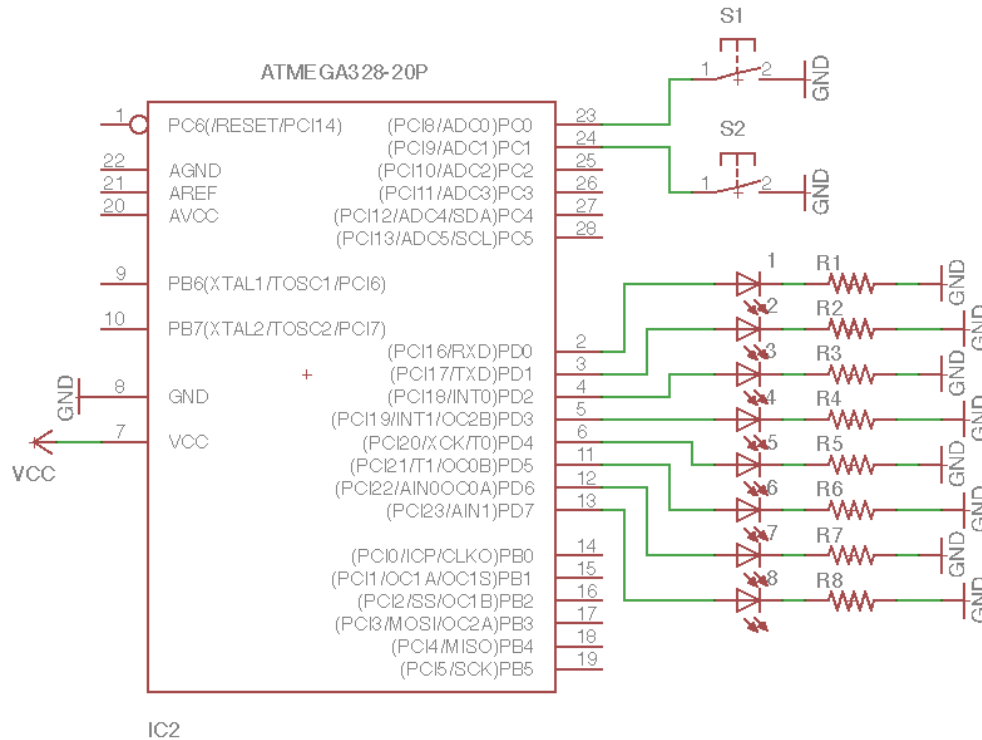 S1
ATMEGA328-20P
1 2 GND
1 PC6(/RESET/PCI14) (PCI8/ADC0)PC0 23
(PCI9/ADC1)PC1 24
S2
22 AGND (PCI10/ADC2)PC2 25
21 AREF (PCI11/ADC3)PC3 26
20 AVCC (PCI12/ADC4/SDA)PC4 27
1 2 GND
(PCI13/ADC5/SCL)PC5 28
9 PB6(XTAL1/TOSC1/PCI6)
1 R1 GND
10 PB7(XTAL2/TOSC2/PCI7)
2 R2 GND
(PCI16/RXD)PD0 2
3 R3 GND
(PCI17/TXD)PD1 3
GND 8 GND (PCI18/INT0)PD2 4
4 R4 GND
(PCI19/INT1/OC2B)PD3 5
VCC 7 VCC (PCI20/XCK/T0)PD4 6
5 R5 GND
(PCI21/T1/OC0B)PD5 11
(PCI22/AIN0OC0A)PD6 12
6 R6 GND
(PCI23/AIN1)PD7 13
7 R7 GND
(PCI0/ICP/CLKO)PB0 14
(PCI1/OC1A/OC1S)PB1 15
8 R8 GND
(PCI2/SS/OC1B)PB2 16
(PCI3/MOSI/OC2A)PB3 17
(PCI4/MISO)PB4 18
(PCI5/SCK)PB5 19
IC2